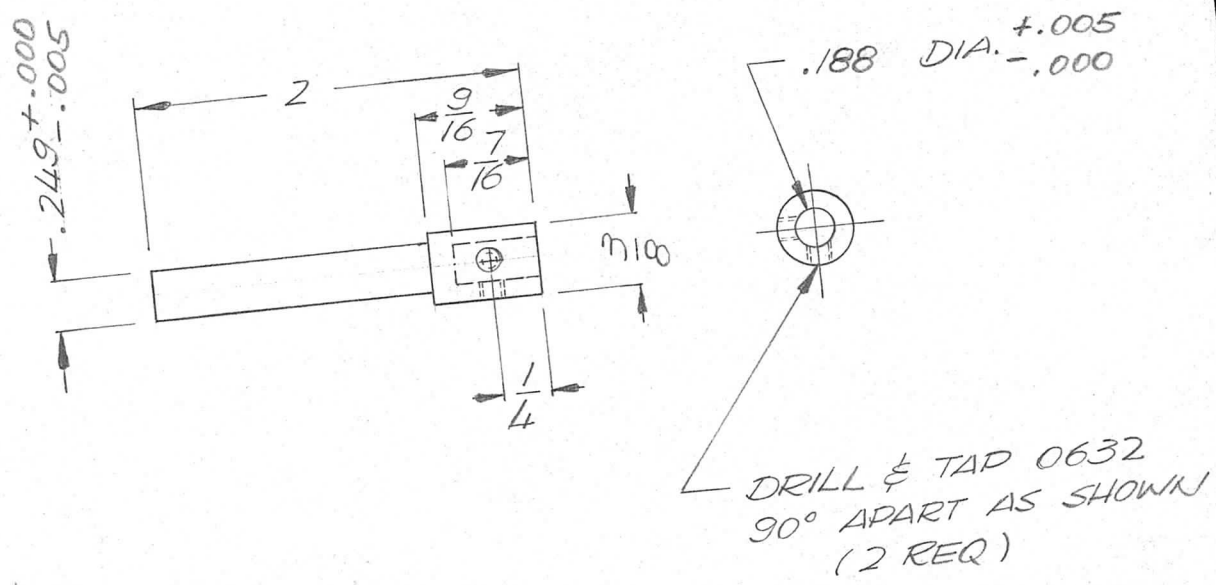 .249 +.000 -.005
2
9/16
7/16
3/8
1/4
.188 DIA. +.005 -.000
DRILL & TAP 0632
90° APART AS SHOWN
(2 REQ)